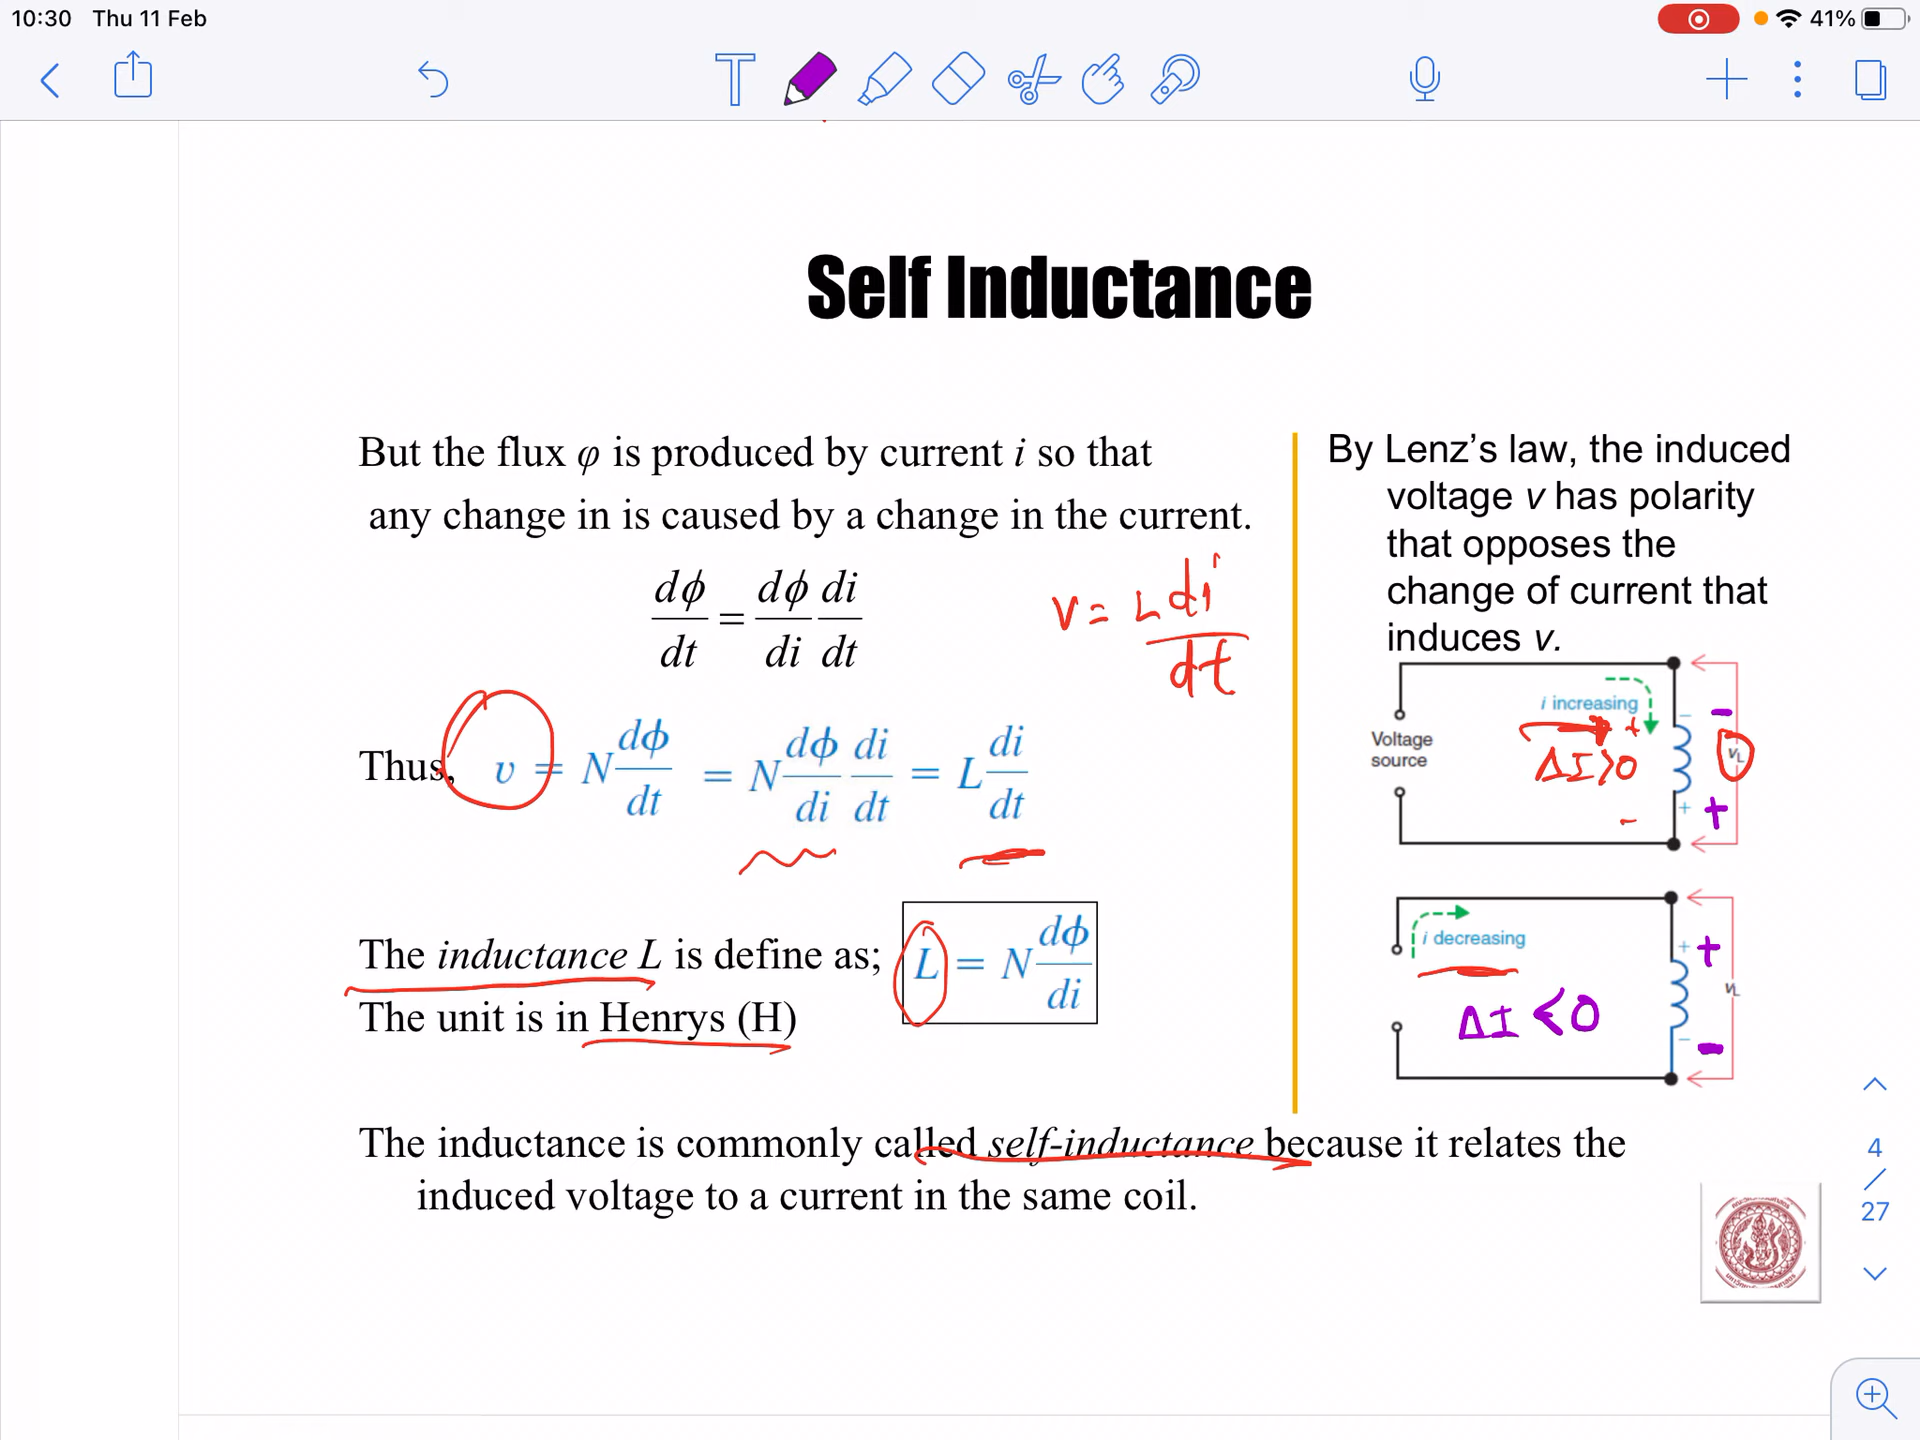 10:30 Thu 11 Feb 41%
Self Inductance
But the flux φ is produced by current i so that
any change in is caused by a change in the current.
dϕ/dt = dϕ/di di/dt
v = L di/dt
Thus, v = N dϕ/dt = N dϕ/di di/dt = L di/dt
The inductance L is define as; L = N dϕ/di
The unit is in Henrys (H)
By Lenz’s law, the induced
voltage v has polarity
that opposes the
change of current that
induces v.
i increasing
+
− −
Voltage
source
ΔI > 0
vL
+ +
-
i decreasing
+ +
vL
ΔI < 0
− −
The inductance is commonly called self-inductance because it relates the
induced voltage to a current in the same coil.
4
/
27